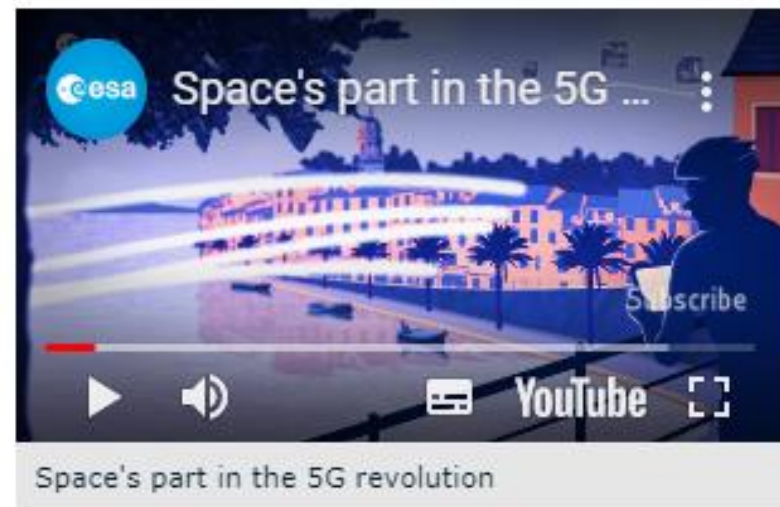 esa
Space's part in the 5G ...
Subscribe
YouTube
Space's part in the 5G revolution